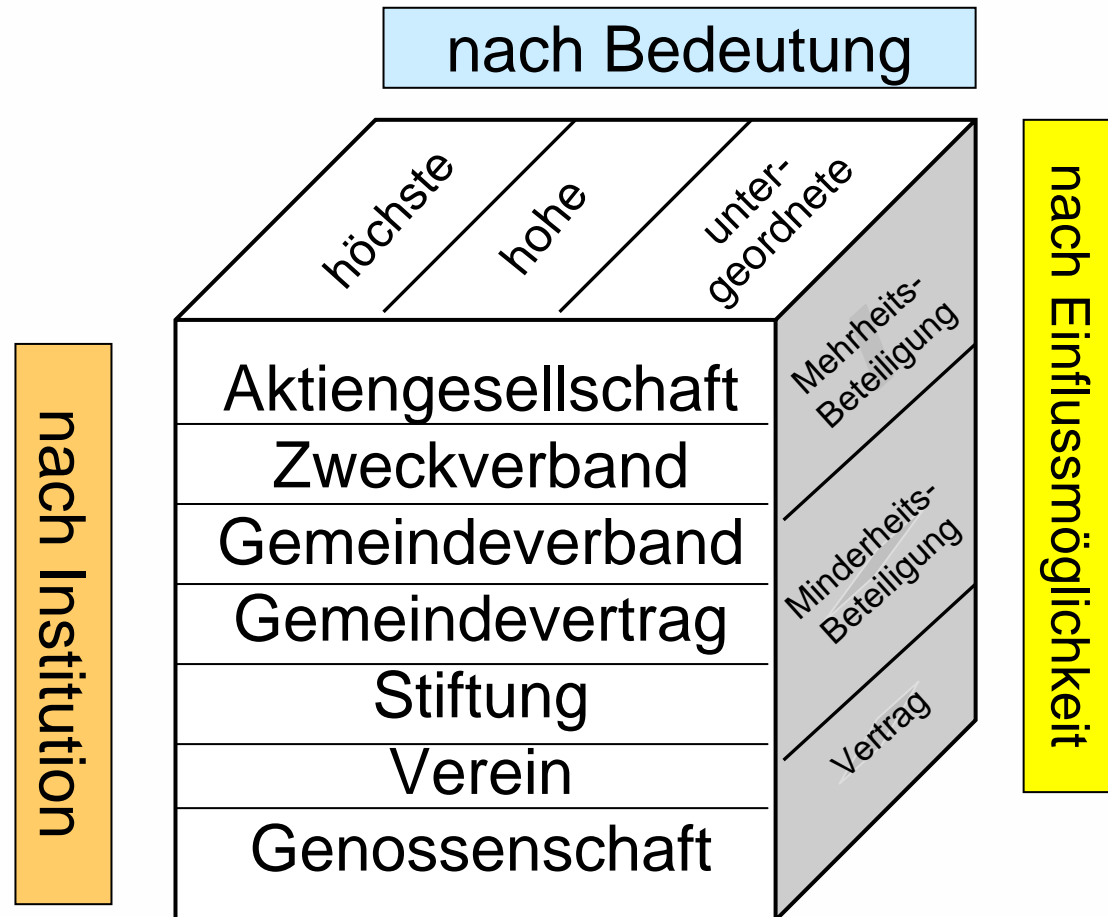 nach Bedeutung
höchste
hohe
unter-
geordnete
nach Institution
Aktiengesellschaft
Zweckverband
Gemeindeverband
Gemeindevertrag
Stiftung
Verein
Genossenschaft
Mehrheits-
Beteiligung
Minderheits-
Beteiligung
Vertrag
nach Einflussmöglichkeit